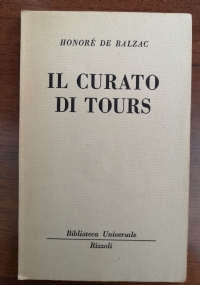 HONORÉ DE BALZAC
IL CURATO
DI TOURS
Biblioteca Universale
Rizzoli